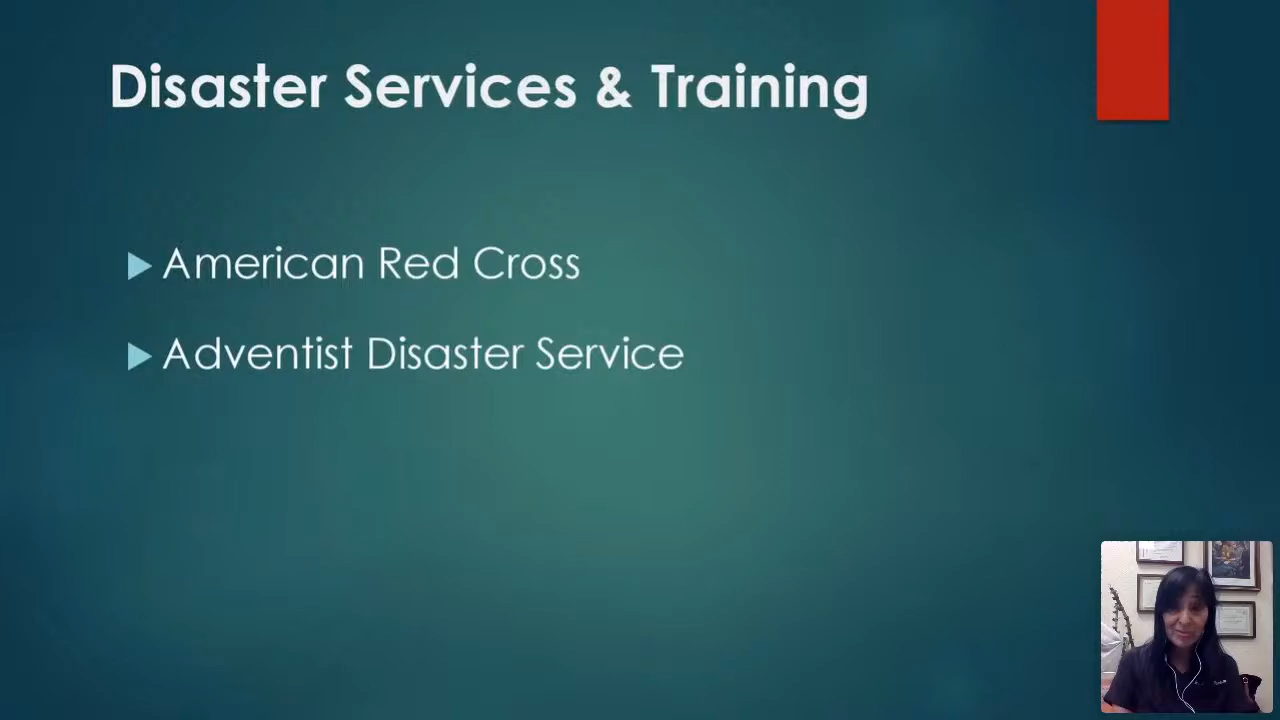 Disaster Services & Training
American Red Cross
Adventist Disaster Service